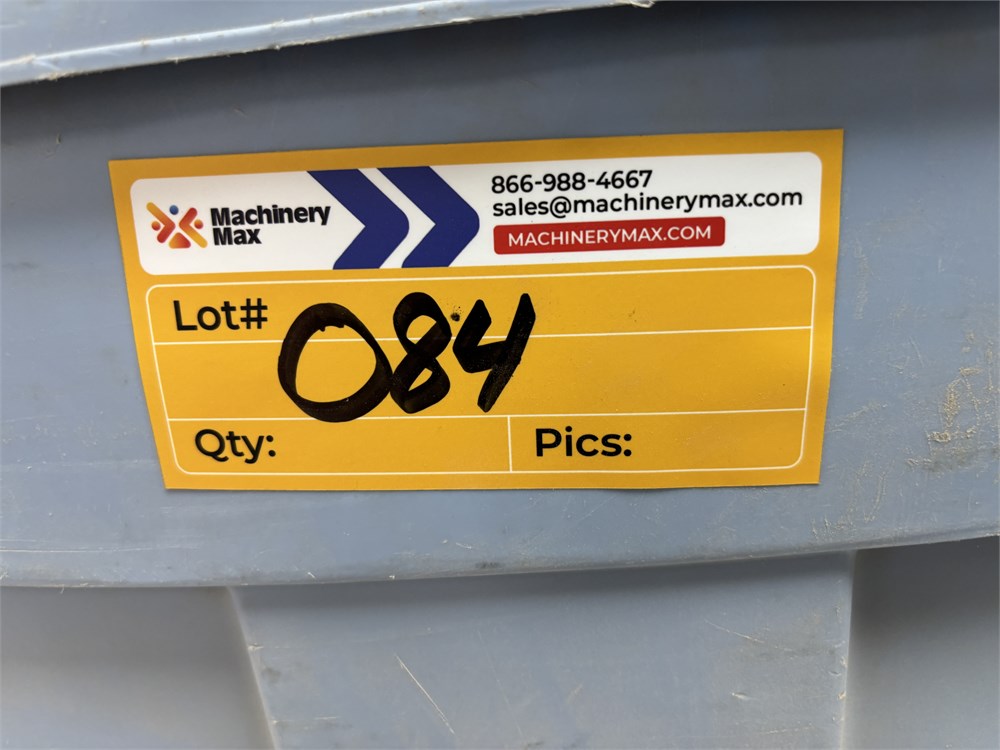 Machinery
Max
866-988-4667
sales@machinerymax.com
MACHINERYMAX.COM
Lot# 084
Qty:
Pics: